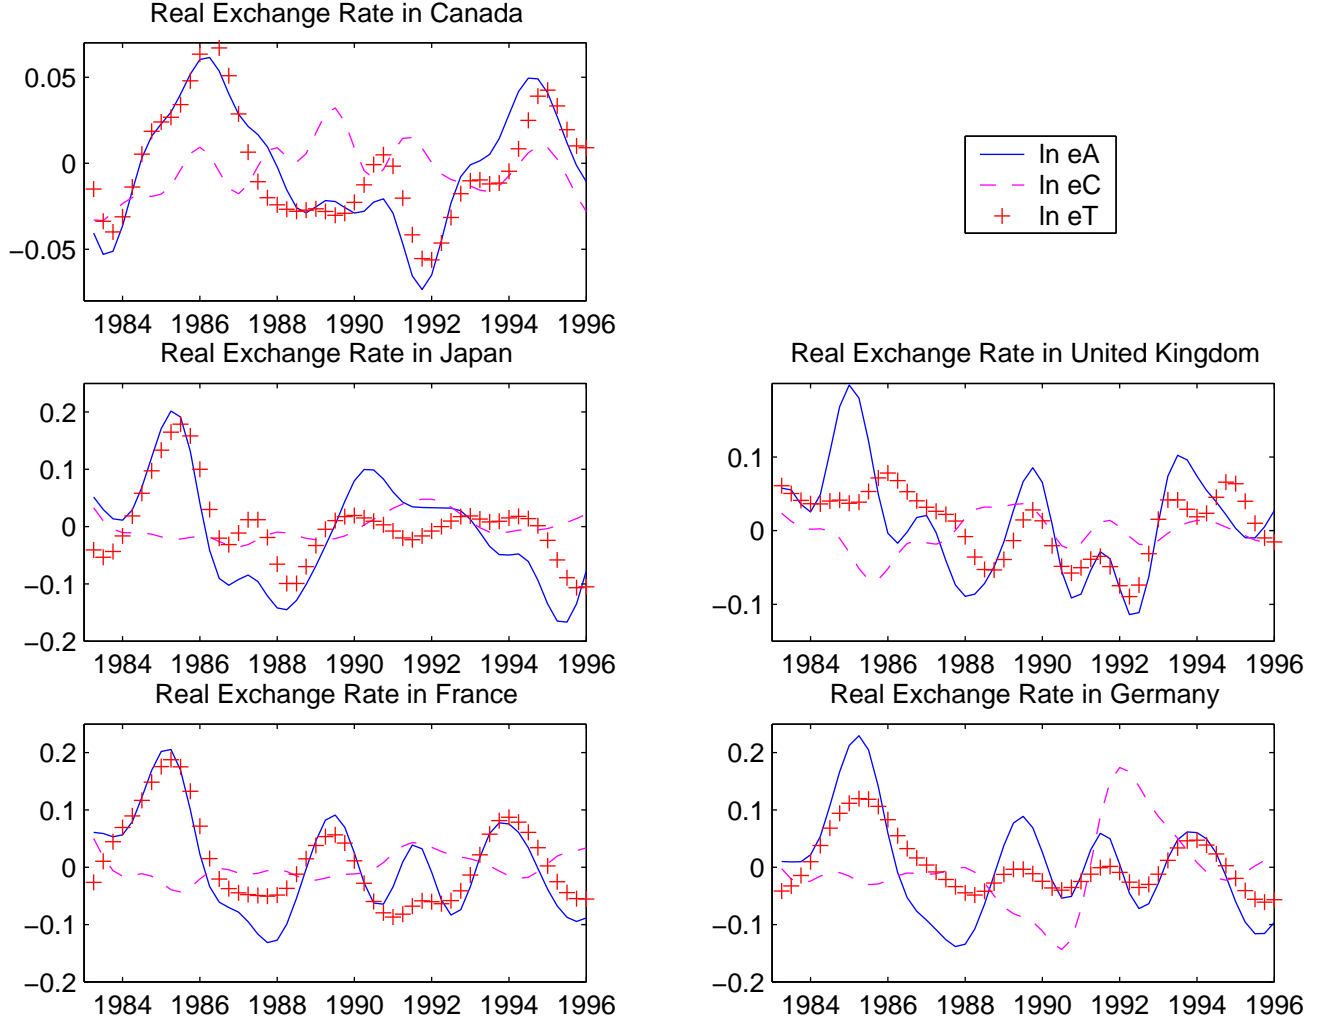 Real Exchange Rate in Canada
0.05
0
−0.05
1984 1986 1988 1990 1992 1994 1996
ln eA
ln eC
ln eT
Real Exchange Rate in Japan
0.2
0.1
0
−0.1
−0.2
1984 1986 1988 1990 1992 1994 1996
Real Exchange Rate in United Kingdom
0.1
0
−0.1
1984 1986 1988 1990 1992 1994 1996
Real Exchange Rate in France
0.2
0.1
0
−0.1
−0.2
1984 1986 1988 1990 1992 1994 1996
Real Exchange Rate in Germany
0.2
0.1
0
−0.1
−0.2
1984 1986 1988 1990 1992 1994 1996